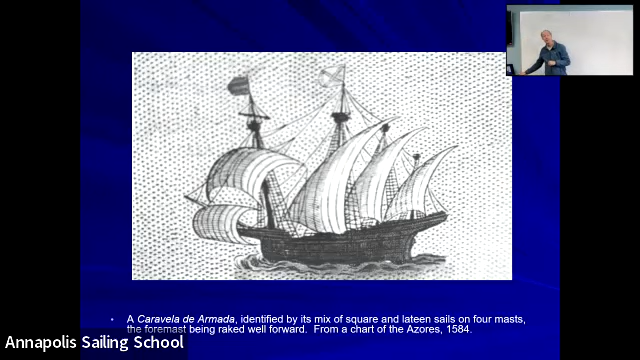 A Caravela de Armada, identified by its mix of square and lateen sails on four masts,
the foremast being raked well forward. From a chart of the Azores, 1584.
Annapolis Sailing School